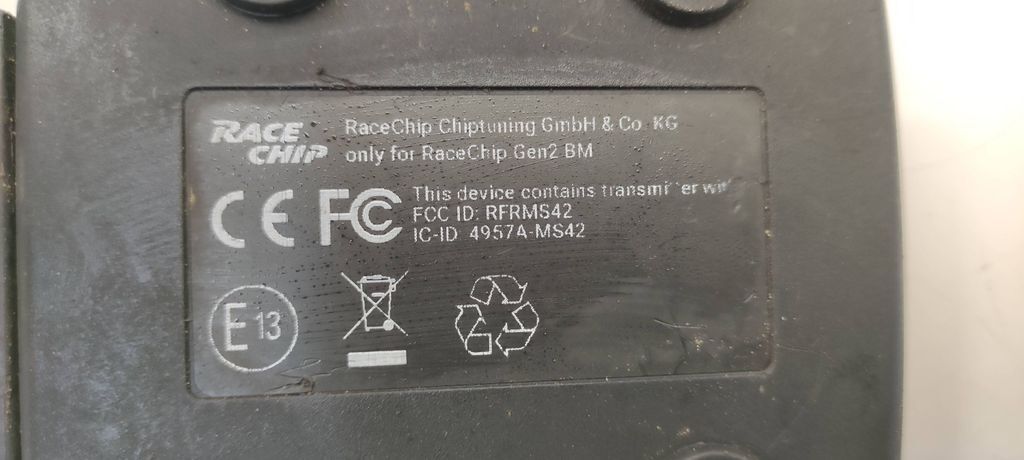 RACE CHIP
RaceChip Chiptuning GmbH & Co. KG
only for RaceChip Gen2 BM
CE FC
This device contains
FCC ID: RFRMS42
IC-ID: 4957A-MS42
E 13